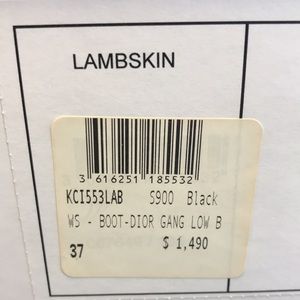 LAMBSKIN
3 616251 185532
KCI553LAB S900 Black
WS - BOOT-DIOR GANG LOW B
37 $ 1,490